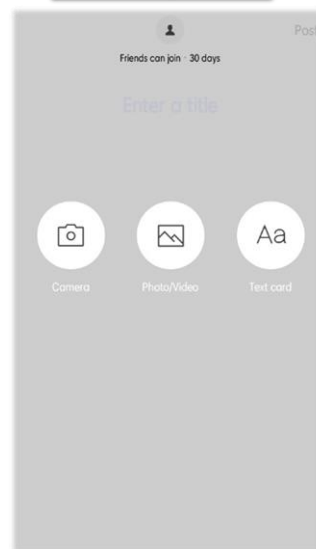 Post
Friends can join · 30 days
Enter a title
Aa
Camera Photo/Video Text card